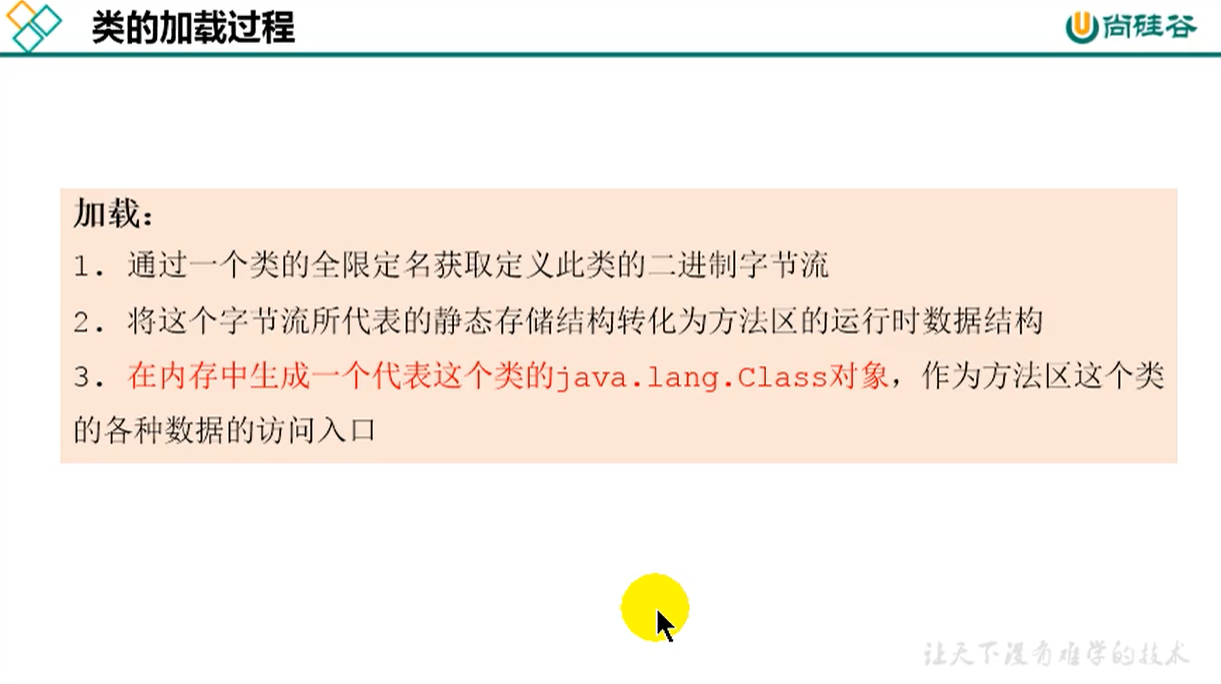 类的加载过程
尚硅谷
加载：
1. 通过一个类的全限定名获取定义此类的二进制字节流
2. 将这个字节流所代表的静态存储结构转化为方法区的运行时数据结构
3. 在内存中生成一个代表这个类的java.lang.Class对象，作为方法区这个类
的各种数据的访问入口
让天下没有难学的技术